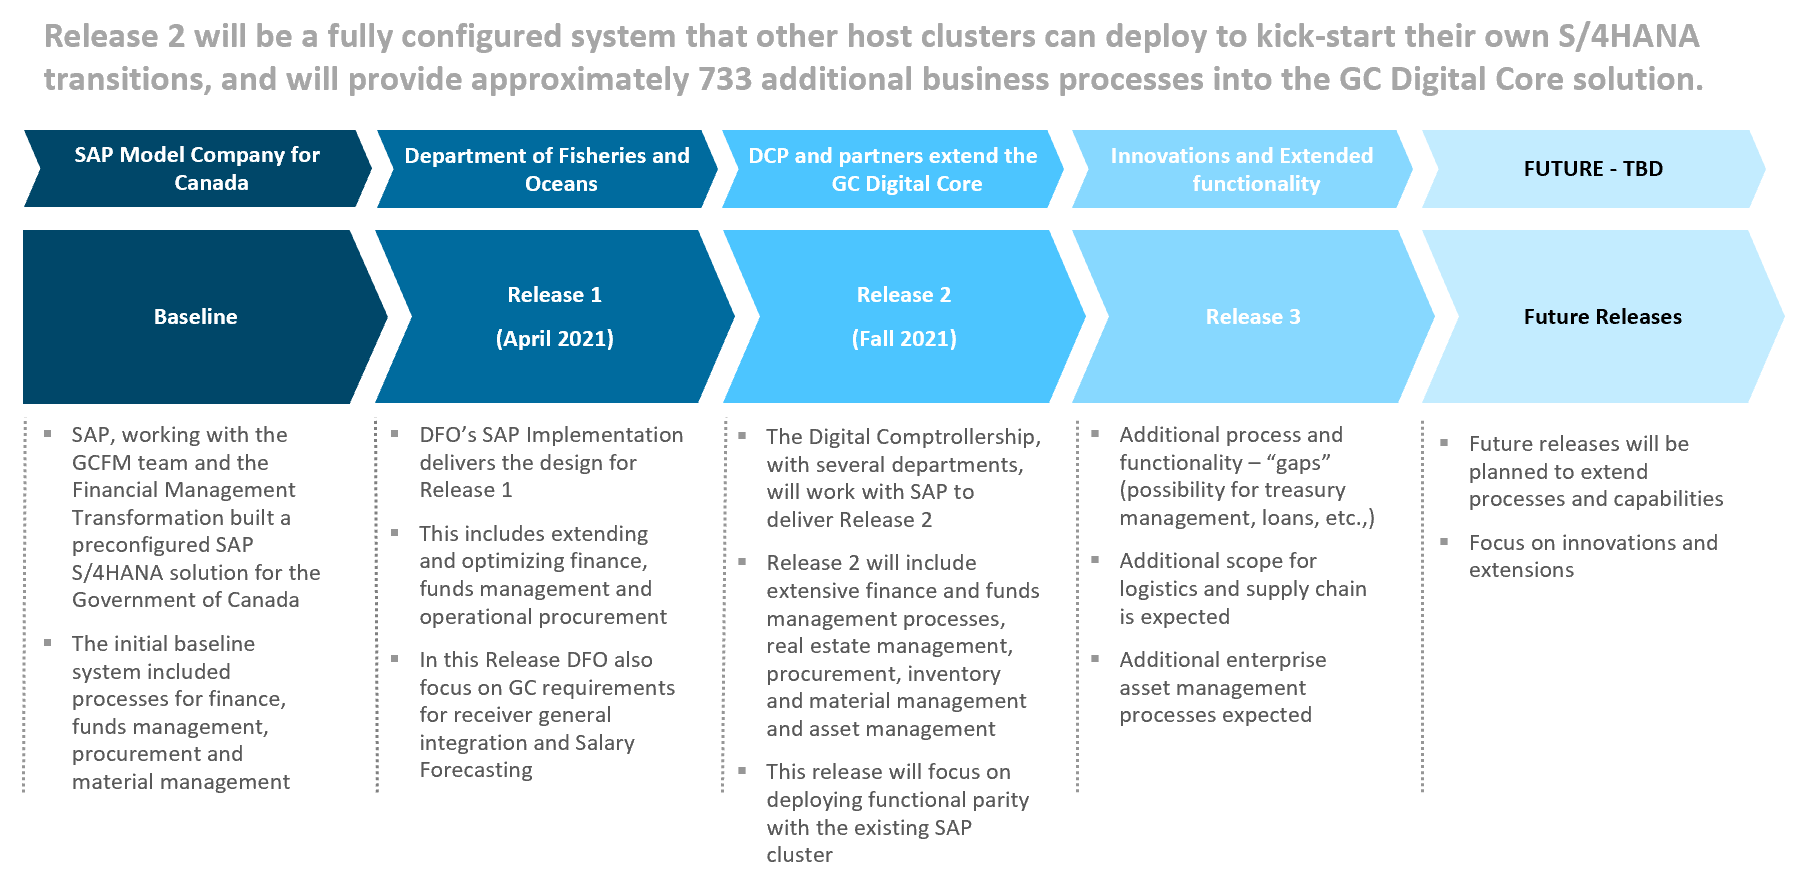 Release 2 will be a fully configured system that other host clusters can deploy to kick-start their own S/4HANA
transitions, and will provide approximately 733 additional business processes into the GC Digital Core solution.
SAP Model Company for
Canada
Department of Fisheries and
Oceans
DCP and partners extend the
GC Digital Core
Innovations and Extended
functionality
FUTURE - TBD
Baseline
Release 1
(April 2021)
Release 2
(Fall 2021)
Release 3
Future Releases
▪ SAP, working with the
GCFM team and the
Financial Management
Transformation built a
preconfigured SAP
S/4HANA solution for the
Government of Canada
▪ The initial baseline
system included
processes for finance,
funds management,
procurement and
material management
▪ DFO’s SAP Implementation
delivers the design for
Release 1
▪ This includes extending
and optimizing finance,
funds management and
operational procurement
▪ In this Release DFO also
focus on GC requirements
for receiver general
integration and Salary
Forecasting
▪ The Digital Comptrollership,
with several departments,
will work with SAP to
deliver Release 2
▪ Release 2 will include
extensive finance and funds
management processes,
real estate management,
procurement, inventory
and material management
and asset management
▪ This release will focus on
deploying functional parity
with the existing SAP
cluster
▪ Additional process and
functionality – “gaps”
(possibility for treasury
management, loans, etc.,)
▪ Additional scope for
logistics and supply chain
is expected
▪ Additional enterprise
asset management
processes expected
▪ Future releases will be
planned to extend
processes and capabilities
▪ Focus on innovations and
extensions